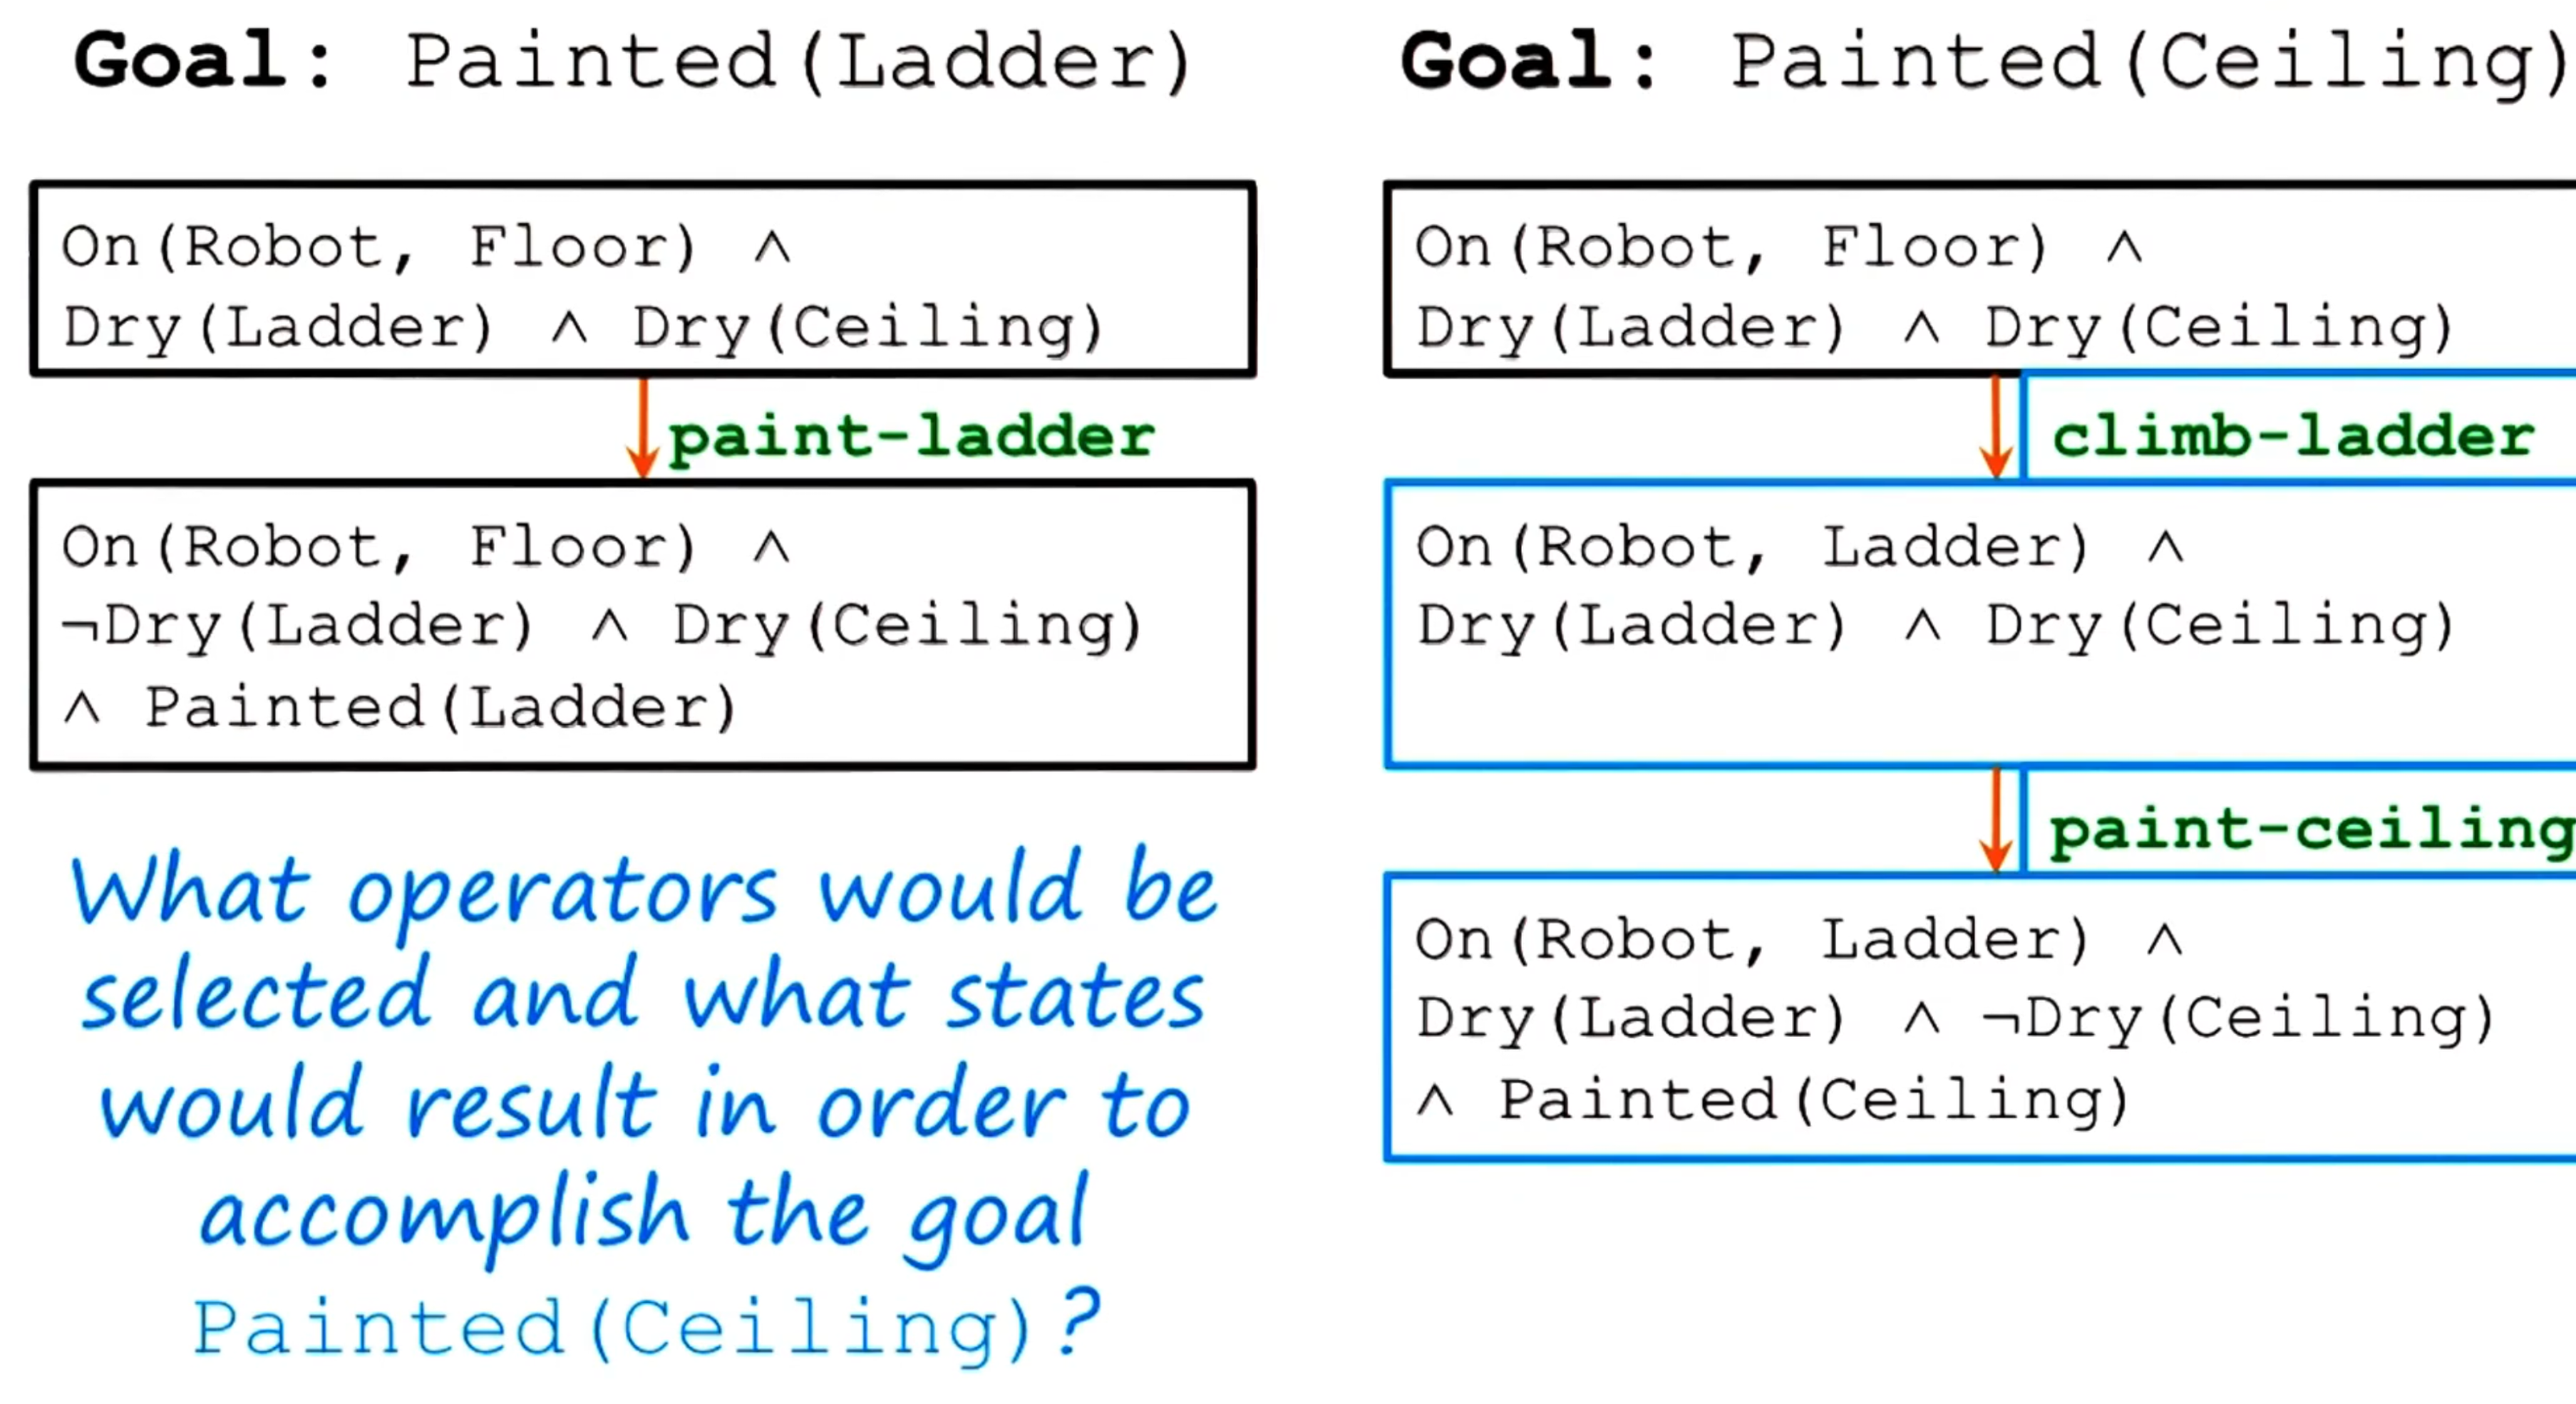 Goal: Painted(Ladder)
On(Robot, Floor) ∧
Dry(Ladder) ∧ Dry(Ceiling)
paint-ladder
On(Robot, Floor) ∧
¬Dry(Ladder) ∧ Dry(Ceiling)
∧ Painted(Ladder)
What operators would be
selected and what states
would result in order to
accomplish the goal
Painted(Ceiling)?
Goal: Painted(Ceiling)
On(Robot, Floor) ∧
Dry(Ladder) ∧ Dry(Ceiling)
climb-ladder
On(Robot, Ladder) ∧
Dry(Ladder) ∧ Dry(Ceiling)
paint-ceiling
On(Robot, Ladder) ∧
Dry(Ladder) ∧ ¬Dry(Ceiling)
∧ Painted(Ceiling)